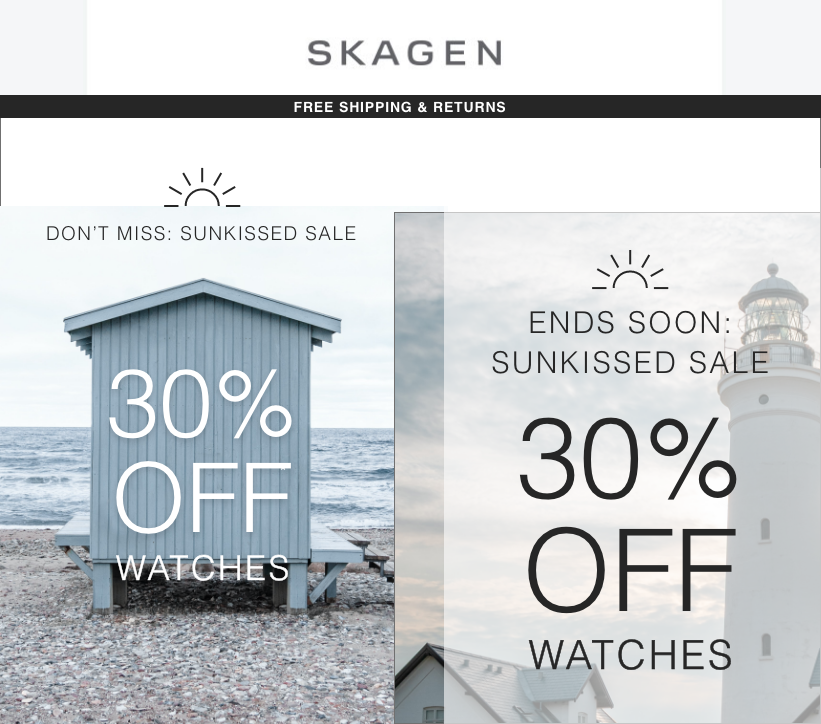 SKAGEN
FREE SHIPPING & RETURNS
DON'T MISS: SUNKISSED SALE
30%
OFF
WATCHES
ENDS SOON:
SUNKISSED SALE
30%
OFF
WATCHES